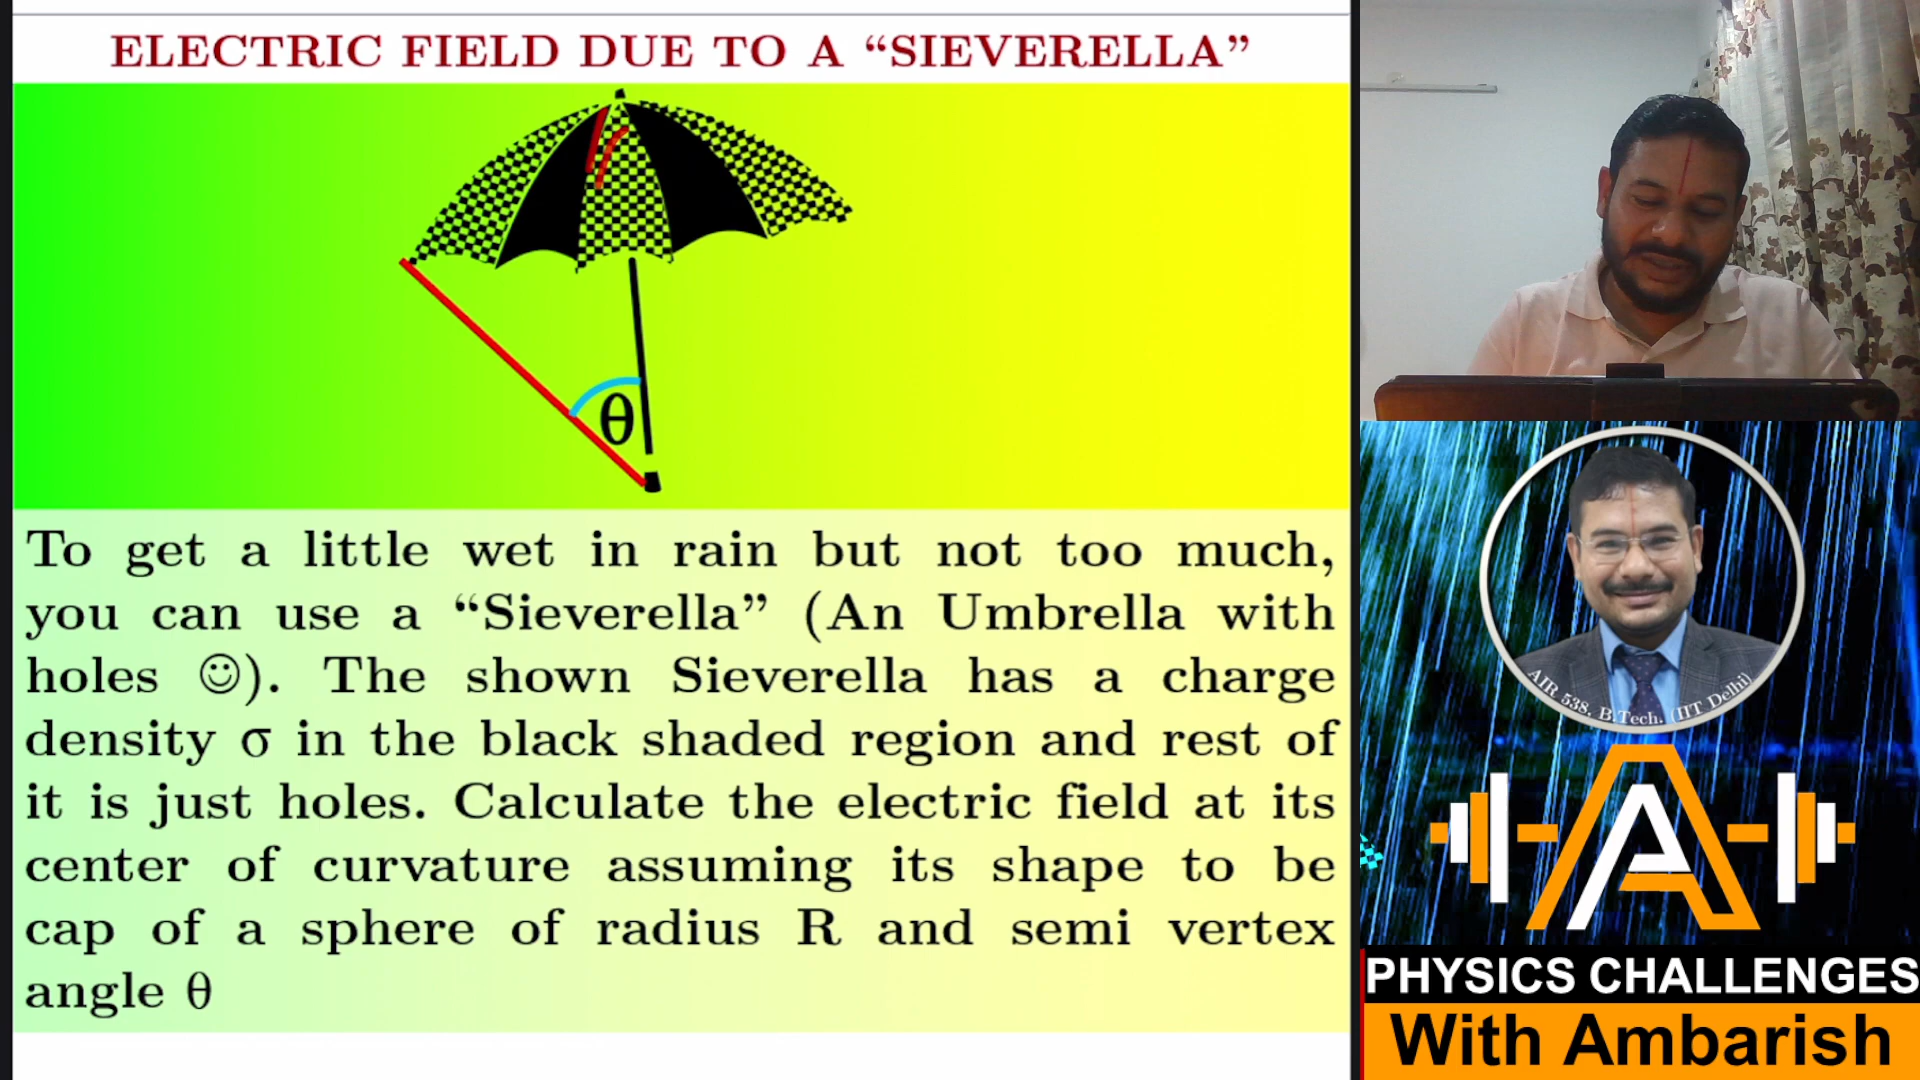 ELECTRIC FIELD DUE TO A “SIEVERELLA”
θ
To get a little wet in rain but not too much,
you can use a “Sieverella” (An Umbrella with
holes ☺). The shown Sieverella has a charge
density σ in the black shaded region and rest of
it is just holes. Calculate the electric field at its
center of curvature assuming its shape to be
cap of a sphere of radius R and semi vertex
angle θ
AIR 538, B.Tech. (IIT Delhi)
A
PHYSICS CHALLENGES
With Ambarish